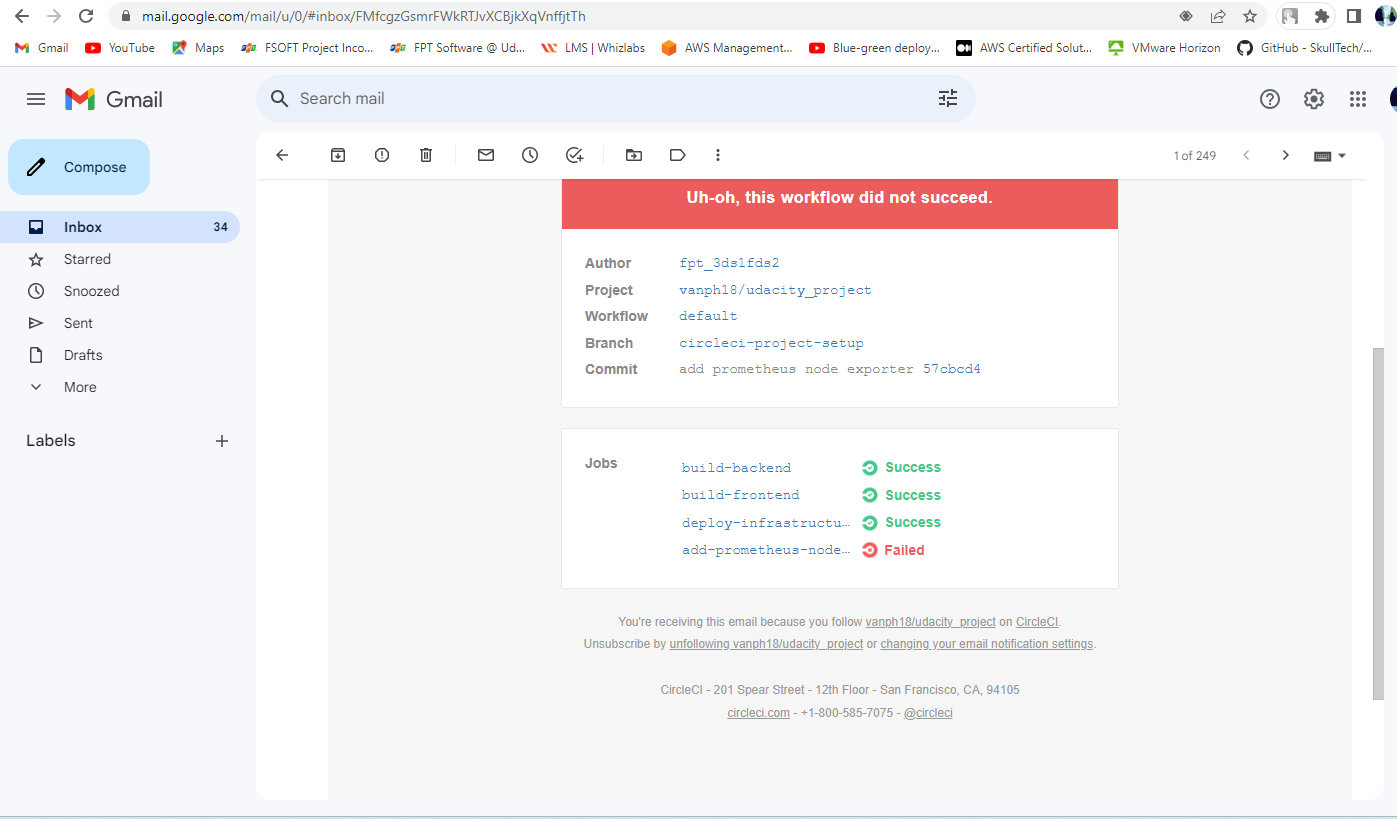 mail.google.com/mail/u/0/#inbox/FMfcgzGsmrFWkRTJvXCBjkXqVnffjtTh
Gmail YouTube Maps FSOFT Project Inco... FPT Software @ Ud... LMS | Whizlabs AWS Management... Blue-green deploy... AWS Certified Solut... VMware Horizon GitHub - SkullTech/...
Gmail
Search mail
Compose
1 of 249
Uh-oh, this workflow did not succeed.
Inbox 34
Starred
Snoozed
Sent
Drafts
More
Labels
Author fpt_3ds1fds2
Project vanph18/udacity_project
Workflow default
Branch circleci-project-setup
Commit add prometheus node exporter 57cbcd4
Jobs
build-backend Success
build-frontend Success
deploy-infrastructu… Success
add-prometheus-node… Failed
You're receiving this email because you follow vanph18/udacity_project on CircleCI.
Unsubscribe by unfollowing vanph18/udacity_project or changing your email notification settings.
CircleCI - 201 Spear Street - 12th Floor - San Francisco, CA, 94105
circleci.com - +1-800-585-7075 - @circleci